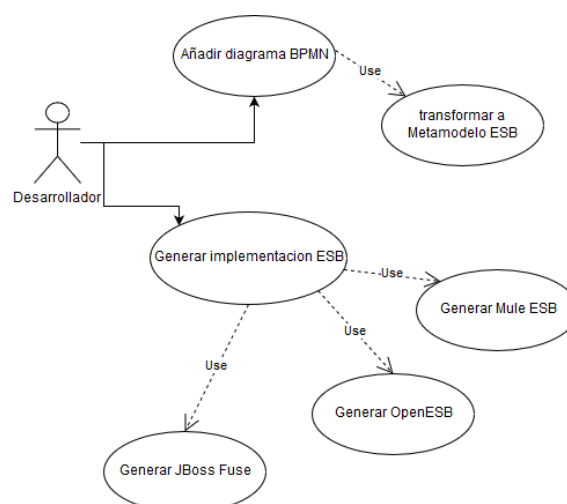 Añadir diagrama BPMN
Use
transformar a
Metamodelo ESB
Desarrollador
Generar implementacion ESB
Use
Generar Mule ESB
Use
Use
Generar OpenESB
Generar JBoss Fuse